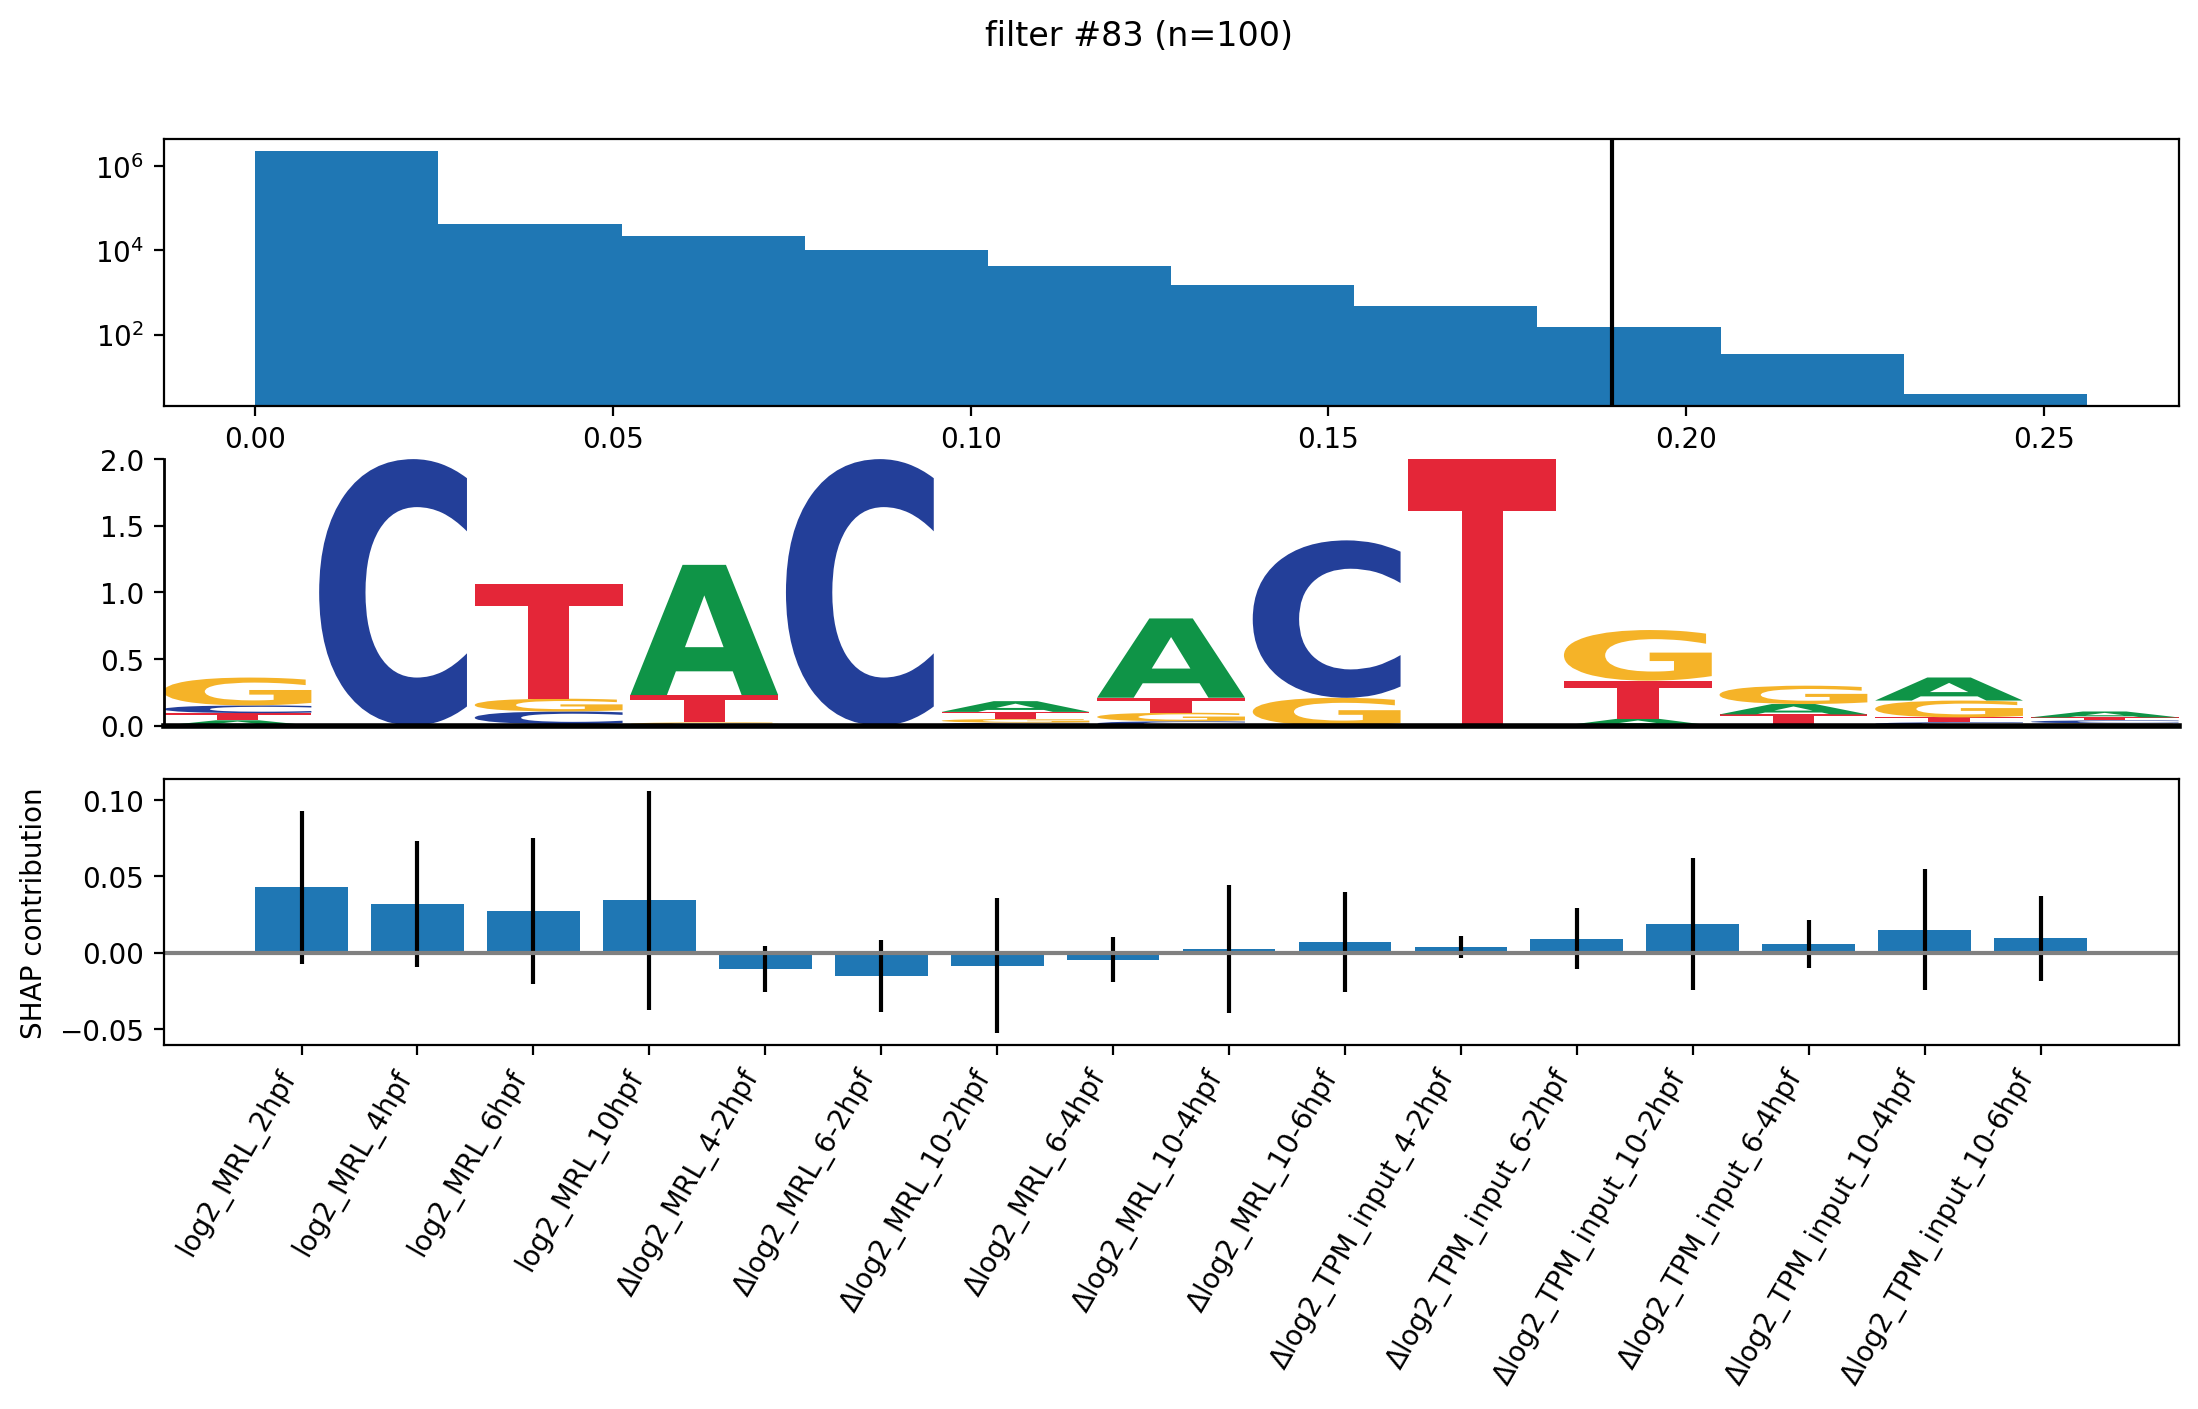 filter #83 (n=100)
10⁶
10⁴
10²
0.00 0.05 0.10 0.15 0.20 0.25
2.0
1.5
1.0
0.5
0.0
G C T A
C
T G C
A T G
C
A T G C
A T G C
C G
T
G T A
G A T
A G T C
A T C
SHAP contribution
0.10
0.05
0.00
−0.05
log2_MRL_2hpf
log2_MRL_4hpf
log2_MRL_6hpf
log2_MRL_10hpf
Δlog2_MRL_4-2hpf
Δlog2_MRL_6-2hpf
Δlog2_MRL_10-2hpf
Δlog2_MRL_6-4hpf
Δlog2_MRL_10-4hpf
Δlog2_MRL_10-6hpf
Δlog2_TPM_input_4-2hpf
Δlog2_TPM_input_6-2hpf
Δlog2_TPM_input_10-2hpf
Δlog2_TPM_input_6-4hpf
Δlog2_TPM_input_10-4hpf
Δlog2_TPM_input_10-6hpf